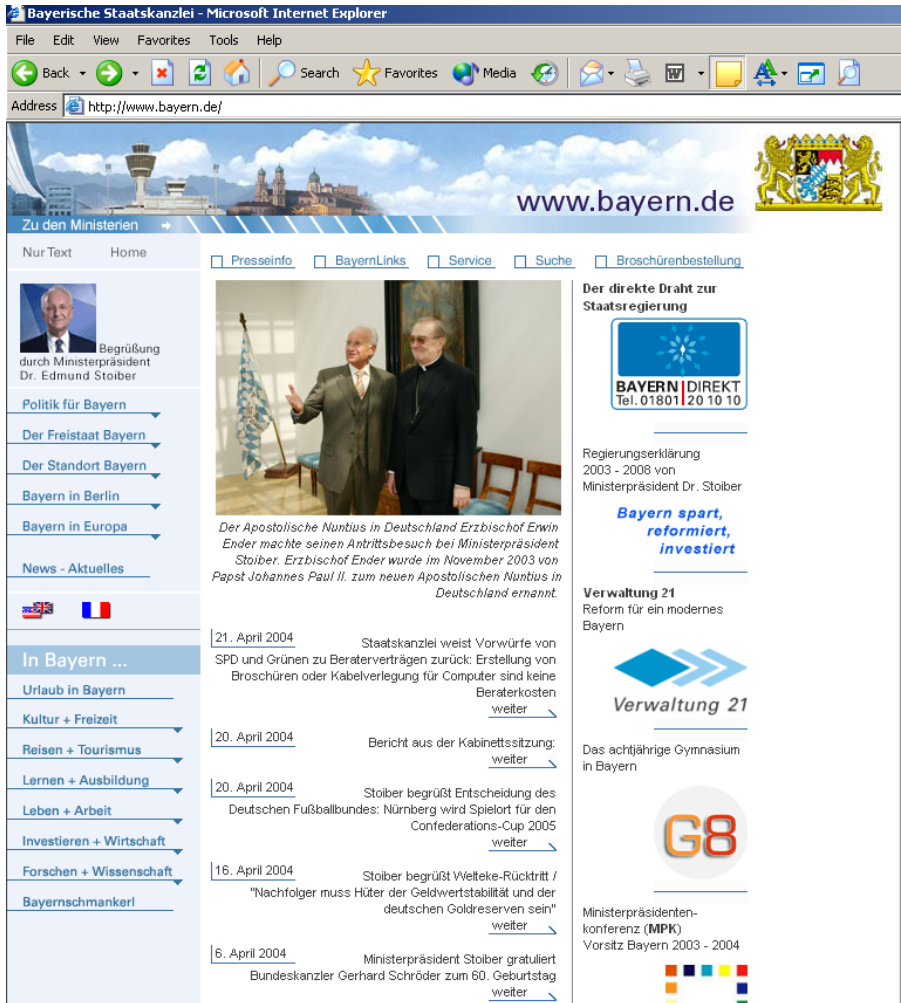 Bayerische Staatskanzlei - Microsoft Internet Explorer
File Edit View Favorites Tools Help
Back Search Favorites Media
Address http://www.bayern.de/
www.bayern.de
Zu den Ministerien
Nur Text Home
Presseinfo BayernLinks Service Suche Broschürenbestellung
Begrüßung
durch Ministerpräsident
Dr. Edmund Stoiber
Politik für Bayern
Der Freistaat Bayern
Der Standort Bayern
Bayern in Berlin
Bayern in Europa
News - Aktuelles
In Bayern ...
Urlaub in Bayern
Kultur + Freizeit
Reisen + Tourismus
Lernen + Ausbildung
Leben + Arbeit
Investieren + Wirtschaft
Forschen + Wissenschaft
Bayernschmankerl
Der Apostolische Nuntius in Deutschland Erzbischof Erwin
Ender machte seinen Antrittsbesuch bei Ministerpräsident
Stoiber. Erzbischof Ender wurde im November 2003 von
Papst Johannes Paul II. zum neuen Apostolischen Nuntius in
Deutschland ernannt.
21. April 2004
Staatskanzlei weist Vorwürfe von
SPD und Grünen zu Beraterverträgen zurück: Erstellung von
Broschüren oder Kabelverlegung für Computer sind keine
Beraterkosten
weiter
20. April 2004
Bericht aus der Kabinettssitzung:
weiter
20. April 2004
Stoiber begrüßt Entscheidung des
Deutschen Fußballbundes: Nürnberg wird Spielort für den
Confederations-Cup 2005
weiter
16. April 2004
Stoiber begrüßt Welteke-Rücktritt /
"Nachfolger muss Hüter der Geldwertstabilität und der
deutschen Goldreserven sein"
weiter
6. April 2004
Ministerpräsident Stoiber gratuliert
Bundeskanzler Gerhard Schröder zum 60. Geburtstag
weiter
Der direkte Draht zur
Staatsregierung
BAYERN DIREKT
Tel. 01801 20 10 10
Regierungserklärung
2003 - 2008 von
Ministerpräsident Dr. Stoiber
Bayern spart,
reformiert,
investiert
Verwaltung 21
Reform für ein modernes
Bayern
Verwaltung 21
Das achtjährige Gymnasium
in Bayern
G8
Ministerpräsidenten-
konferenz (MPK)
Vorsitz Bayern 2003 - 2004